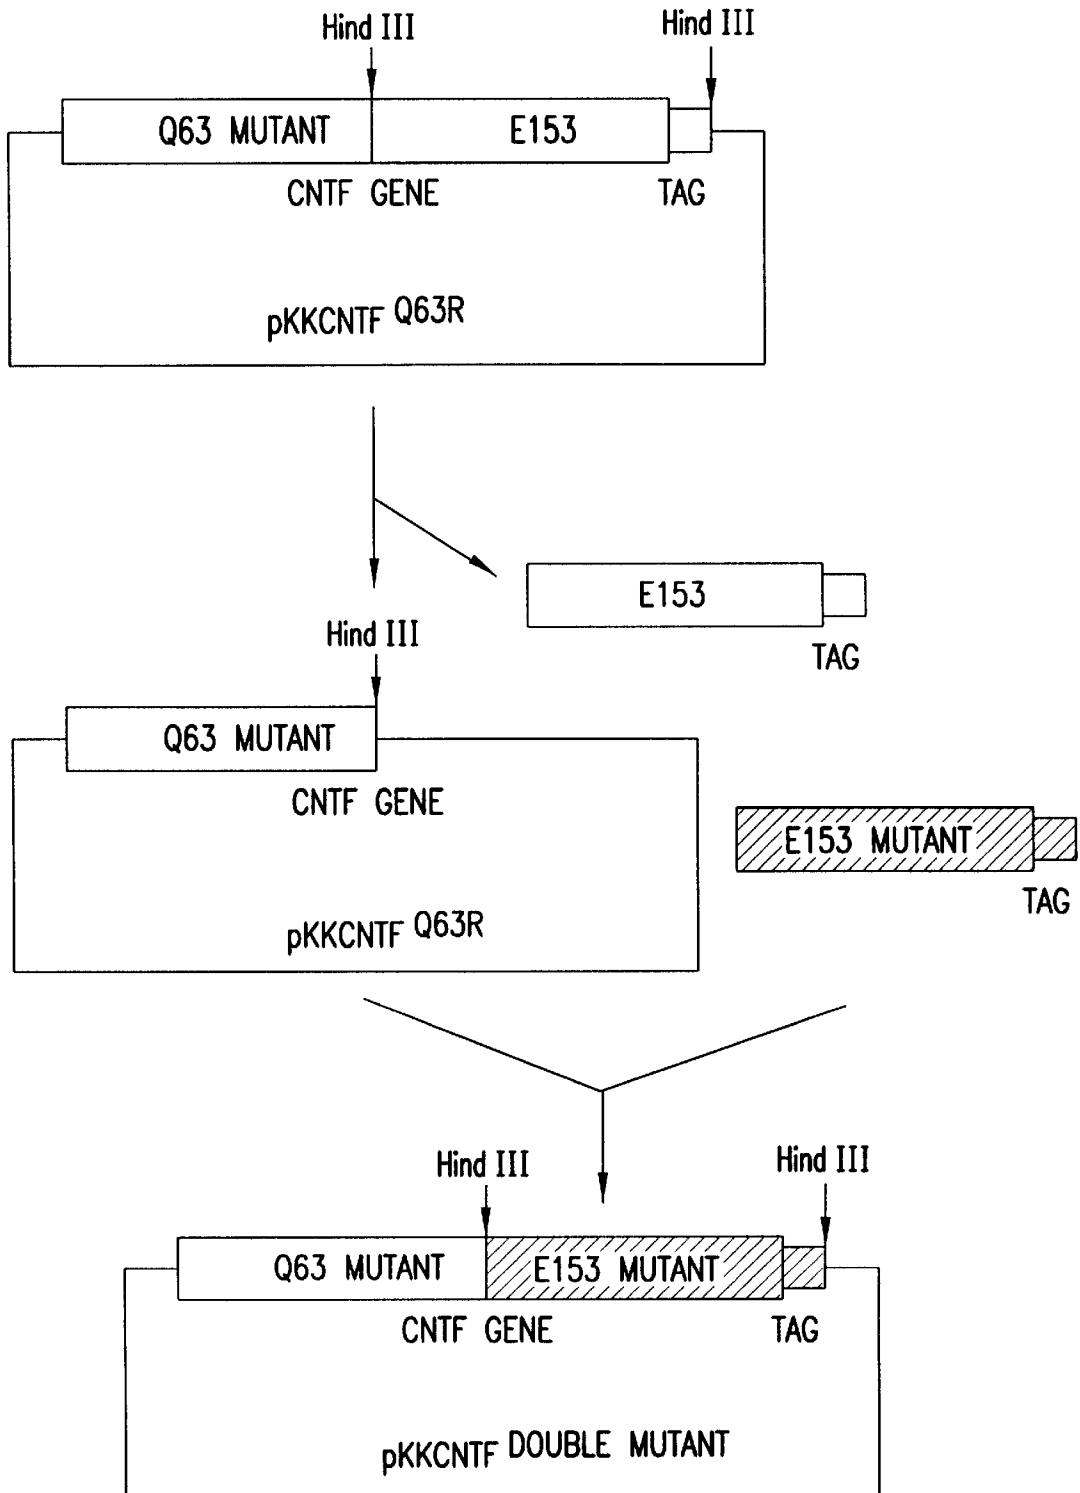 Hind III
Hind III
Q63 MUTANT
E153
CNTF GENE
TAG
pKKCNTF Q63R
E153
TAG
Hind III
Q63 MUTANT
CNTF GENE
E153 MUTANT
TAG
pKKCNTF Q63R
Hind III
Hind III
Q63 MUTANT
E153 MUTANT
CNTF GENE
TAG
pKKCNTF DOUBLE MUTANT